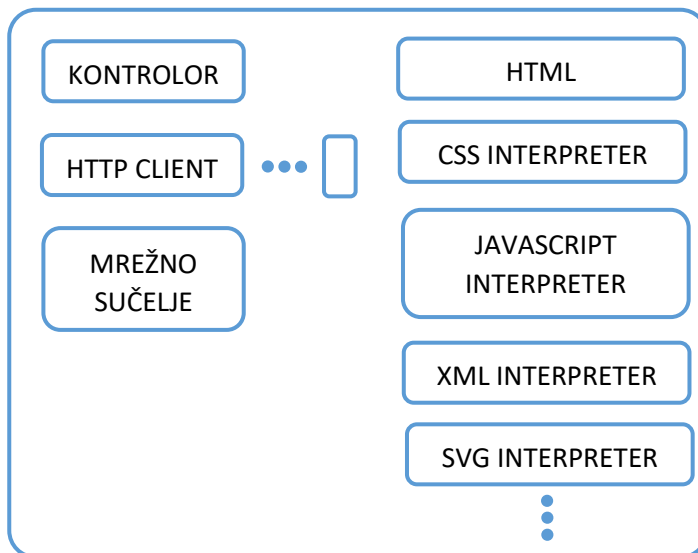 KONTROLOR
HTTP CLIENT
MREŽNO
SUČELJE
HTML
CSS INTERPRETER
JAVASCRIPT
INTERPRETER
XML INTERPRETER
SVG INTERPRETER